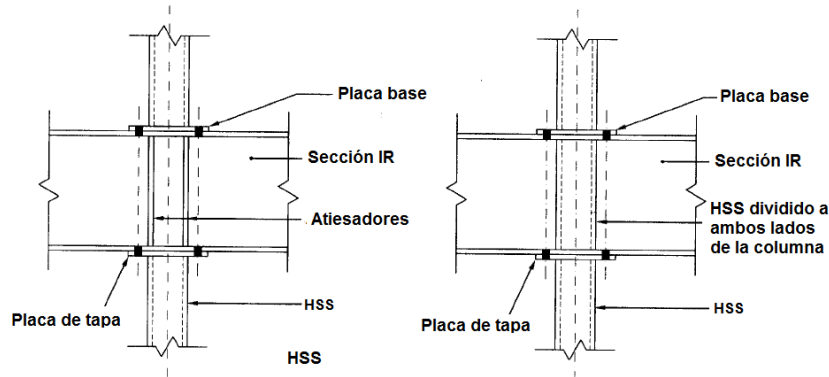 Placa base
Sección IR
Atiesadores
HSS
Placa de tapa
HSS
Placa base
Sección IR
HSS dividido a
ambos lados
de la columna
HSS
Placa de tapa